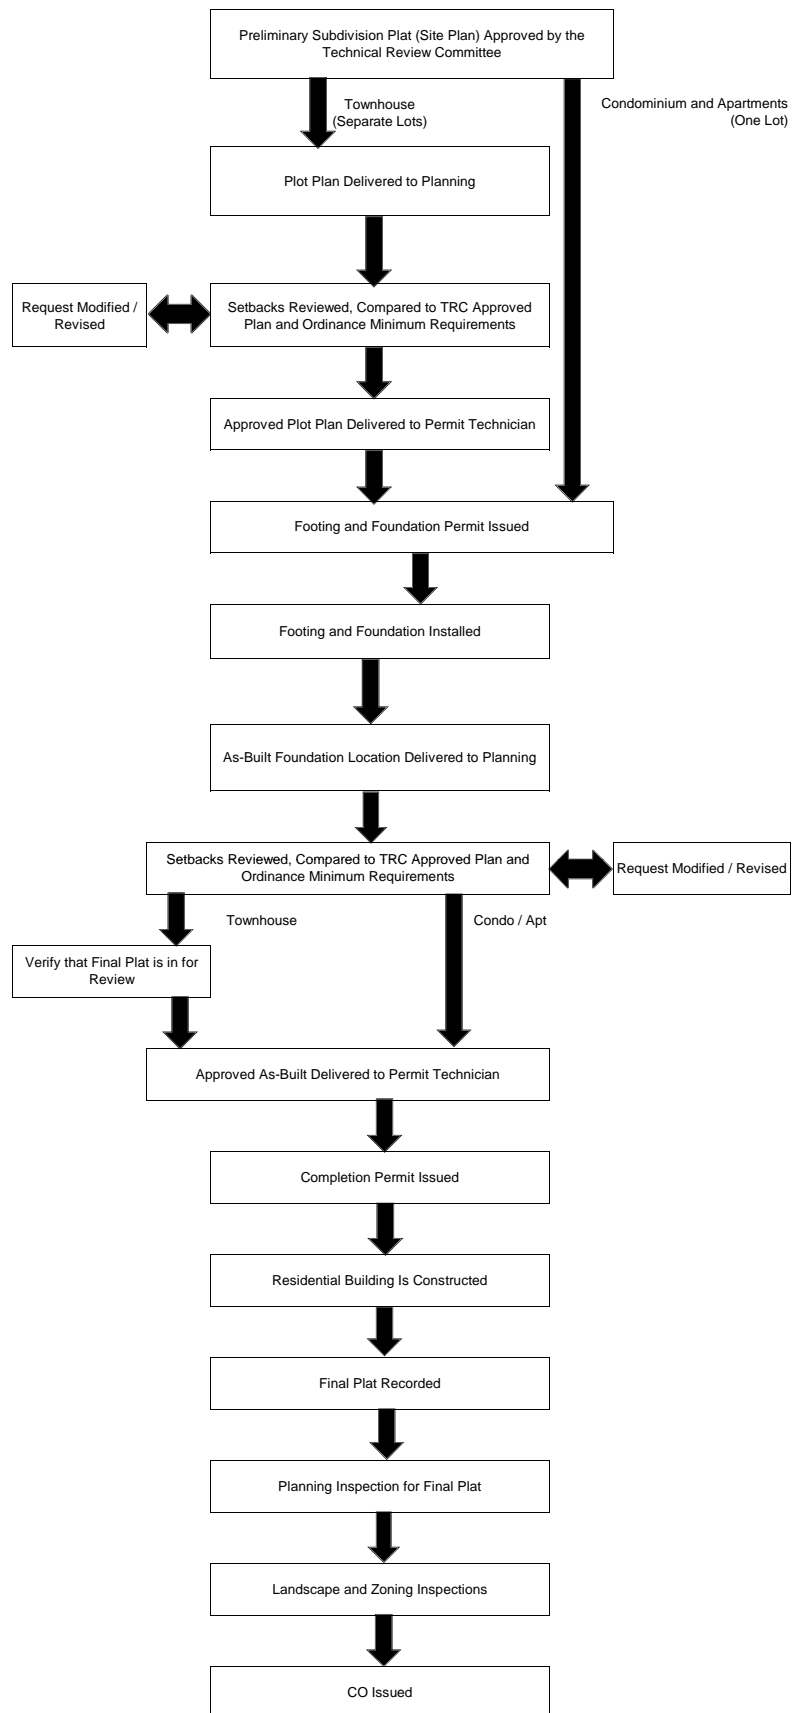 Preliminary Subdivision Plat (Site Plan) Approved by the
Technical Review Committee
Townhouse
(Separate Lots)
Condominium and Apartments
(One Lot)
Plot Plan Delivered to Planning
Request Modified /
Revised
Setbacks Reviewed, Compared to TRC Approved
Plan and Ordinance Minimum Requirements
Approved Plot Plan Delivered to Permit Technician
Footing and Foundation Permit Issued
Footing and Foundation Installed
As-Built Foundation Location Delivered to Planning
Setbacks Reviewed, Compared to TRC Approved Plan and
Ordinance Minimum Requirements
Request Modified / Revised
Townhouse
Condo / Apt
Verify that Final Plat is in for
Review
Approved As-Built Delivered to Permit Technician
Completion Permit Issued
Residential Building Is Constructed
Final Plat Recorded
Planning Inspection for Final Plat
Landscape and Zoning Inspections
CO Issued